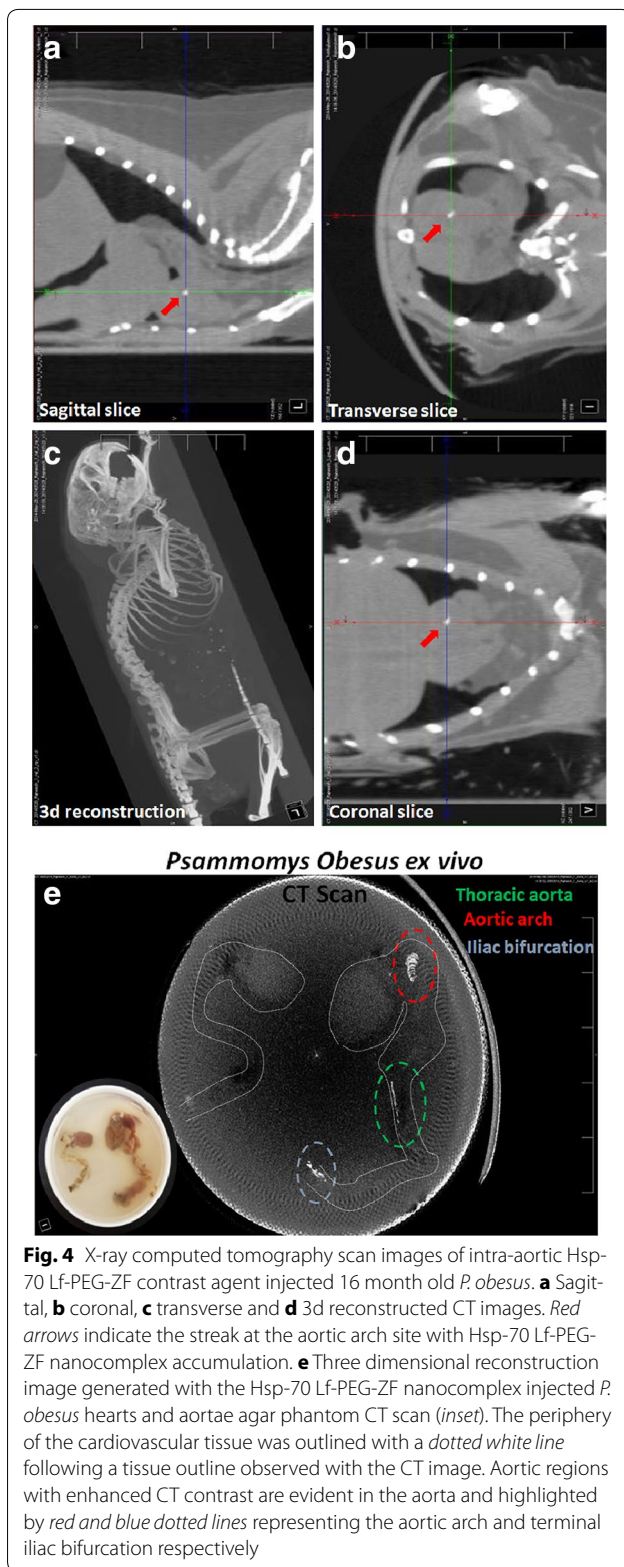 a
b
Sagittal slice
L
Transverse slice
I
c
d
3d reconstruction
Coronal slice
V
Psammomys Obesus ex vivo
e
CT Scan
Thoracic aorta
Aortic arch
Iliac bifurcation
Fig. 4 X-ray computed tomography scan images of intra-aortic Hsp-
70 Lf-PEG-ZF contrast agent injected 16 month old P. obesus. a Sagit-
tal, b coronal, c transverse and d 3d reconstructed CT images. Red
arrows indicate the streak at the aortic arch site with Hsp-70 Lf-PEG-
ZF nanocomplex accumulation. e Three dimensional reconstruction
image generated with the Hsp-70 Lf-PEG-ZF nanocomplex injected P.
obesus hearts and aortae agar phantom CT scan (inset). The periphery
of the cardiovascular tissue was outlined with a dotted white line
following a tissue outline observed with the CT image. Aortic regions
with enhanced CT contrast are evident in the aorta and highlighted
by red and blue dotted lines representing the aortic arch and terminal
iliac bifurcation respectively